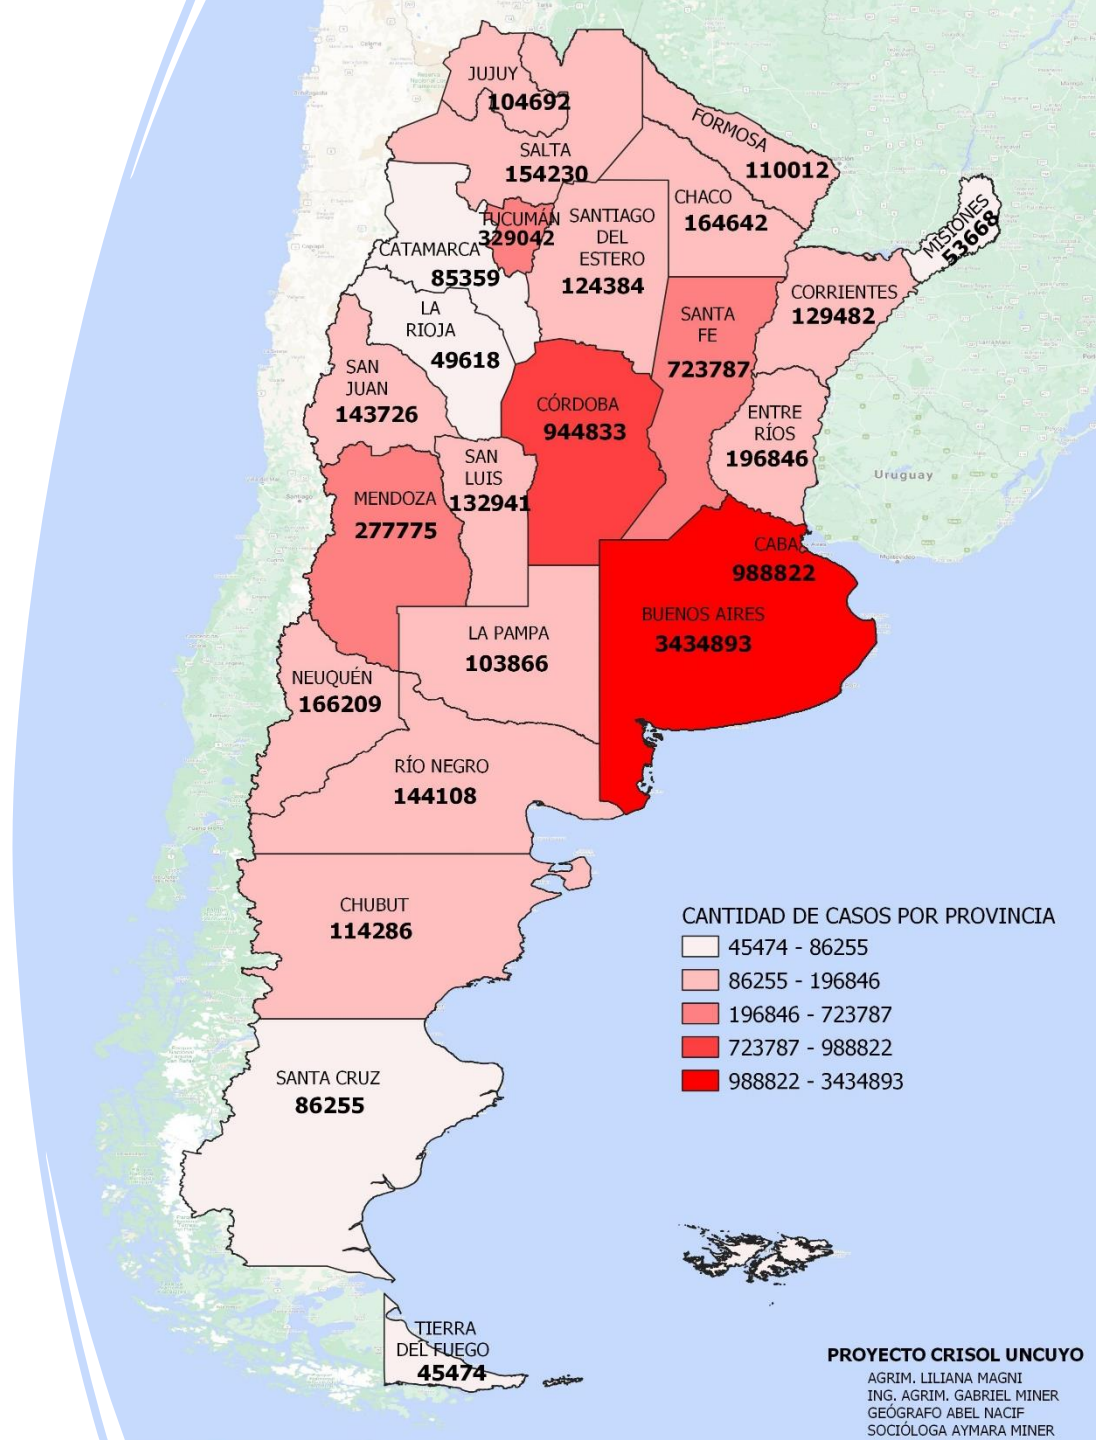 JUJUY
104692
FORMOSA
110012
SALTA
154230
CHACO
164642
MISIONES
53668
TUCUMÁN
329042
SANTIAGO
DEL
ESTERO
124384
CATAMARCA
85359
CORRIENTES
129482
LA
RIOJA
49618
SANTA
FE
723787
SAN
JUAN
143726
CÓRDOBA
944833
ENTRE
RÍOS
196846
SAN
LUIS
132941
MENDOZA
277775
Uruguay
CABA
988822
BUENOS AIRES
3434893
LA PAMPA
103866
NEUQUÉN
166209
RÍO NEGRO
144108
CHUBUT
114286
CANTIDAD DE CASOS POR PROVINCIA
45474 - 86255
86255 - 196846
196846 - 723787
723787 - 988822
988822 - 3434893
SANTA CRUZ
86255
TIERRA
DEL FUEGO
45474
PROYECTO CRISOL UNCUYO
AGRIM. LILIANA MAGNI
ING. AGRIM. GABRIEL MINER
GEÓGRAFO ABEL NACIF
SOCIÓLOGA AYMARA MINER